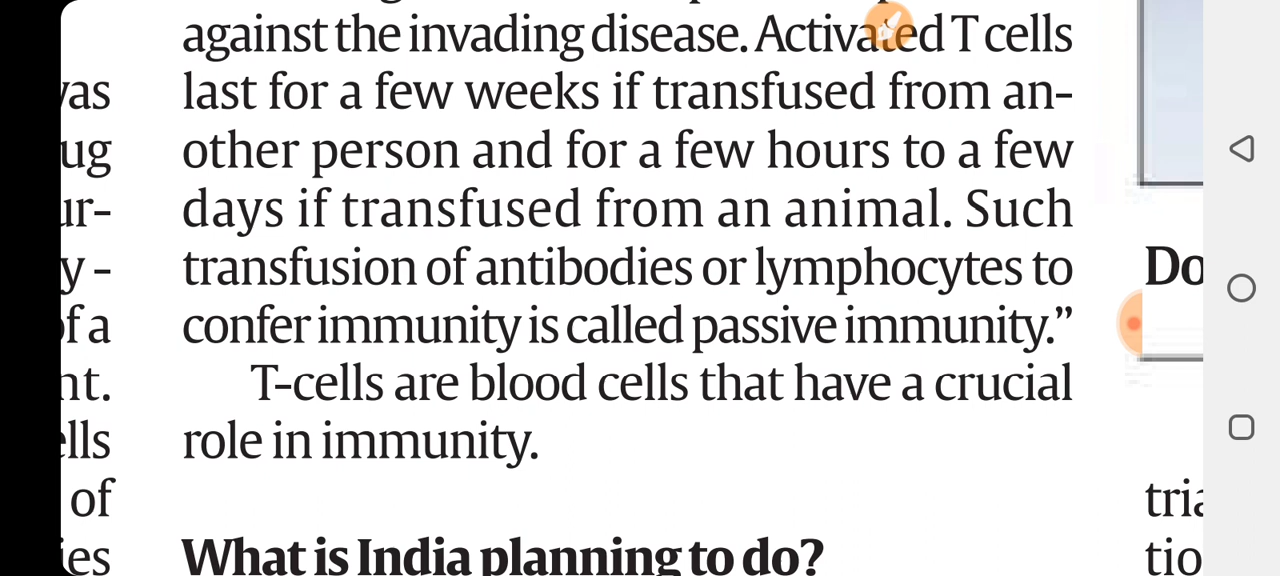 against the invading disease. Activated T cells
last for a few weeks if transfused from an-
other person and for a few hours to a few
days if transfused from an animal. Such
transfusion of antibodies or lymphocytes to
confer immunity is called passive immunity.”
T-cells are blood cells that have a crucial
role in immunity.
What is India planning to do?
of
of a